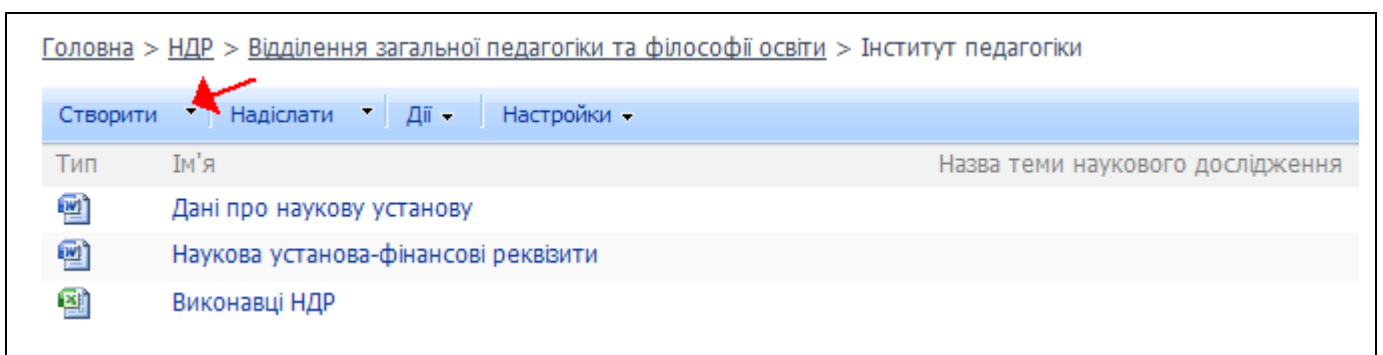 Головна > НДР > Відділення загальної педагогіки та філософії освіти > Інститут педагогіки
Створити Надіслати Дії Настройки
Тип Ім'я Назва теми наукового дослідження
Дані про наукову установу
Наукова установа-фінансові реквізити
Виконавці НДР